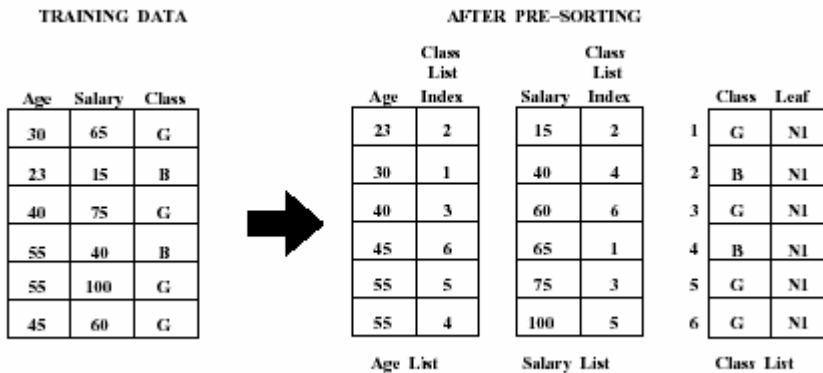 TRAINING DATA
Age Salary Class
30 65 G
23 15 B
40 75 G
55 40 B
55 100 G
45 60 G
AFTER PRE-SORTING
Class
List
Age Index
23 2
30 1
40 3
45 6
55 5
55 4
Age List
Class
List
Salary Index
15 2
40 4
60 6
65 1
75 3
100 5
Salary List
Class Leaf
1 G N1
2 B N1
3 G N1
4 B N1
5 G N1
6 G N1
Class List